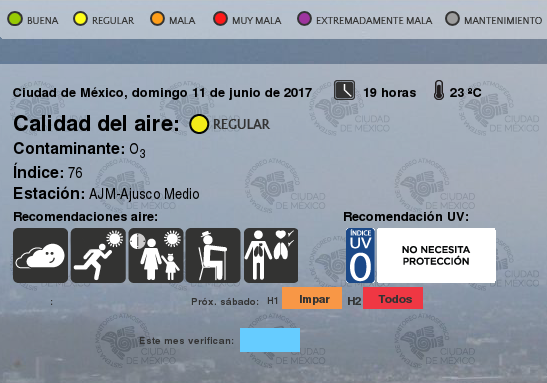 BUENA REGULAR MALA MUY MALA EXTREMADAMENTE MALA MANTENIMIENTO
Ciudad de México, domingo 11 de junio de 2017 19 horas 23 ºC
Calidad del aire: REGULAR
Contaminante: O3
Índice: 76
Estación: AJM-Ajusco Medio
Recomendaciones aire: Recomendación UV:
ÍNDICE
UV
0
NO NECESITA
PROTECCIÓN
: Próx. sábado: H1 Impar H2 Todos
Este mes verifican:
CIUDAD
DE MÉXICO